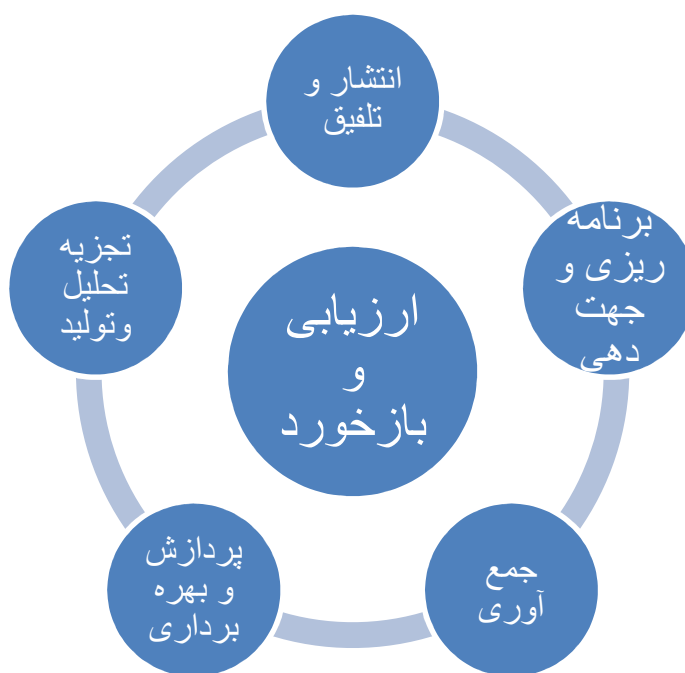 انتشار و
تلفیق
برنامه
ریزی و
جهت
دهی
جمع
آوری
پردازش
و بهره
برداری
تجزیه
تحلیل
وتولید
ارزیابی
و
بازخورد